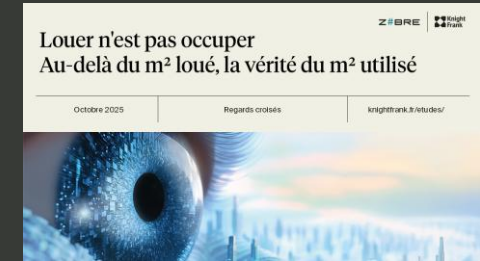 Z#BRE
Knight
Frank
Louer n'est pas occuper
Au-delà du m² loué, la vérité du m² utilisé
Octobre 2025
Regards croisés
knightfrank.fr/etudes/